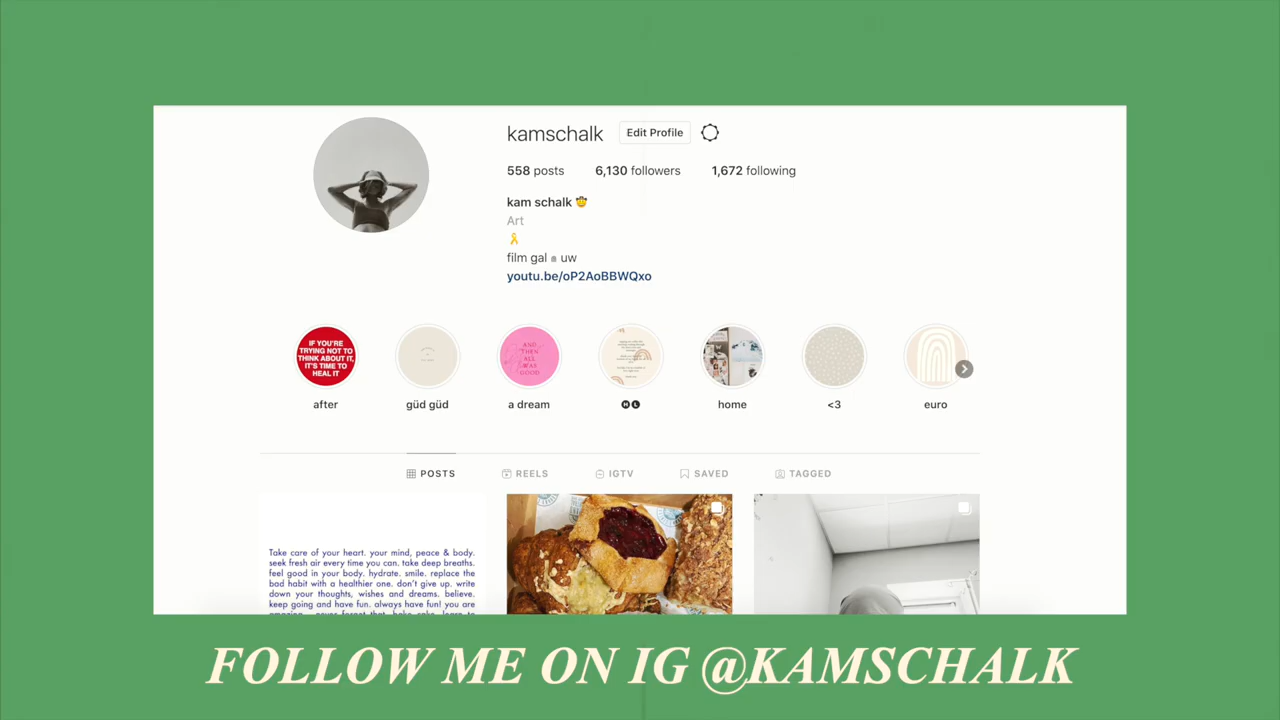 kamschalk Edit Profile
558 posts 6,130 followers 1,672 following
kam schalk
Art
film gal uw
youtu.be/oP2AoBBWQxo
IF YOU'RE
TRYING NOT TO
THINK ABOUT IT,
IT'S TIME TO
HEAL IT
AND
THEN
ALL
WAS
GOOD
after güd güd a dream H L home <3 euro
POSTS REELS IGTV SAVED TAGGED
Take care of your heart. your mind, peace & body.
seek fresh air every time you can. take deep breaths.
feel good in your body. hydrate. smile. replace the
bad habit with a healthier one. don't give up. write
down your thoughts, wishes and dreams. believe.
keep going and have fun. always have fun! you are
FOLLOW ME ON IG @KAMSCHALK